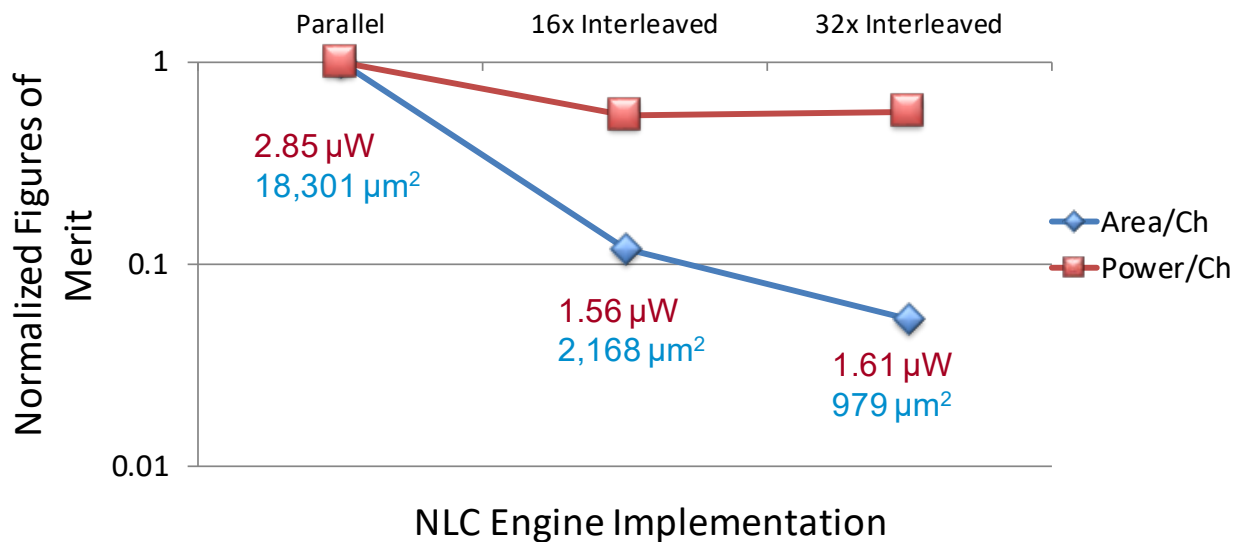 Parallel
16x Interleaved
32x Interleaved
Normalized Figures of
Merit
1
0.1
0.01
2.85 µW
18,301 µm²
1.56 µW
2,168 µm²
1.61 µW
979 µm²
Area/Ch
Power/Ch
NLC Engine Implementation